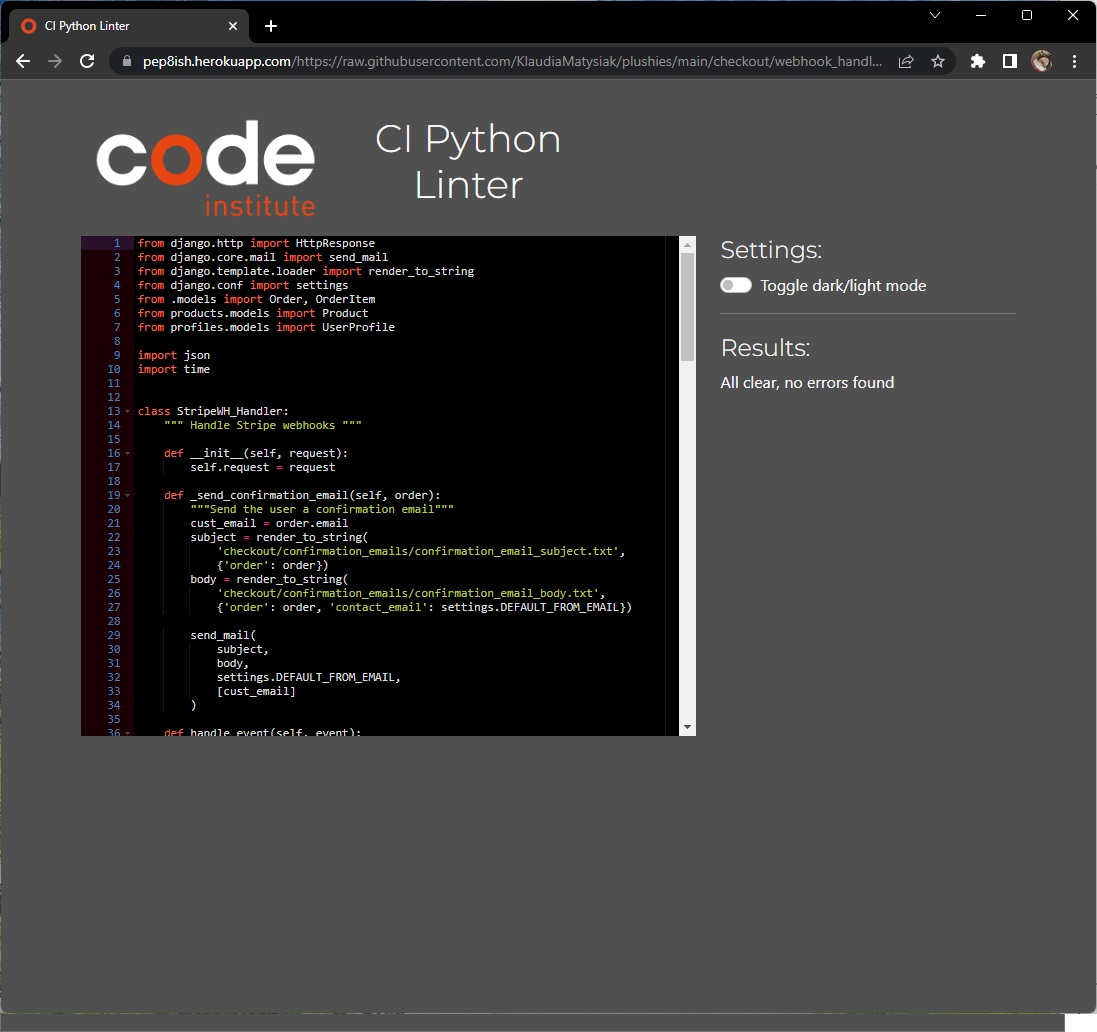 CI Python Linter
pep8ish.herokuapp.com/https://raw.githubusercontent.com/KlaudiaMatysiak/plushies/main/checkout/webhook_handl...
code
institute
CI Python
Linter
1 from django.http import HttpResponse
2 from django.core.mail import send_mail
3 from django.template.loader import render_to_string
4 from django.conf import settings
5 from .models import Order, OrderItem
6 from products.models import Product
7 from profiles.models import UserProfile
8
9 import json
10 import time
11
12
13 class StripeWH_Handler:
14     """ Handle Stripe webhooks """
15
16     def __init__(self, request):
17         self.request = request
18
19     def _send_confirmation_email(self, order):
20         """Send the user a confirmation email"""
21         cust_email = order.email
22         subject = render_to_string(
23             'checkout/confirmation_emails/confirmation_email_subject.txt',
24             {'order': order})
25         body = render_to_string(
26             'checkout/confirmation_emails/confirmation_email_body.txt',
27             {'order': order, 'contact_email': settings.DEFAULT_FROM_EMAIL})
28
29         send_mail(
30             subject,
31             body,
32             settings.DEFAULT_FROM_EMAIL,
33             [cust_email]
34         )
35
36     def handle_event(self, event):
Settings:
Toggle dark/light mode
Results:
All clear, no errors found